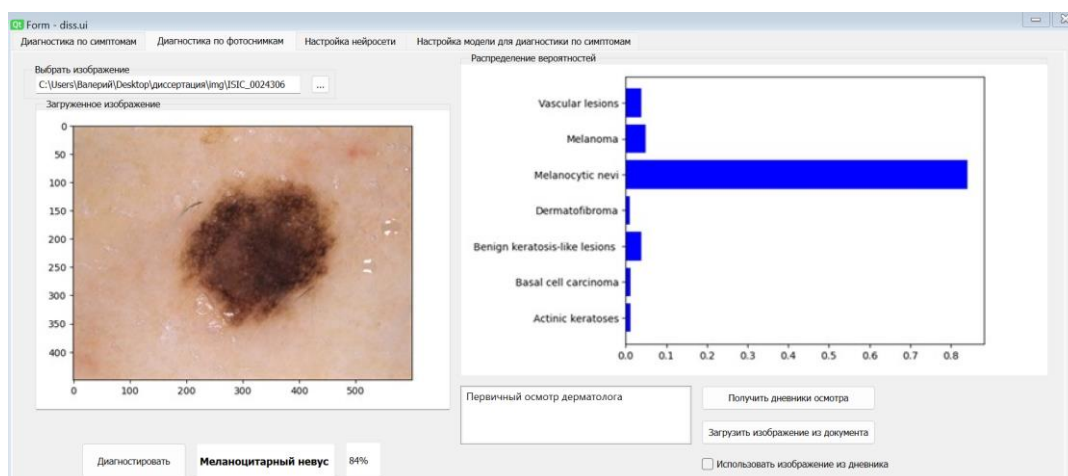 Qt Form - diss.ui
Диагностика по симптомам Диагностика по фотоснимкам Настройка нейросети Настройка модели для диагностики по симптомам
Выбрать изображение
C:\Users\Валерий\Desktop\диссертация\img\ISIC_0024306 ...
Загруженное изображение
0
50
100
150
200
250
300
350
400
0 100 200 300 400 500
Распределение вероятностей
Vascular lesions
Melanoma
Melanocytic nevi
Dermatofibroma
Benign keratosis-like lesions
Basal cell carcinoma
Actinic keratoses
0.0 0.1 0.2 0.3 0.4 0.5 0.6 0.7 0.8
Первичный осмотр дерматолога
Получить дневники осмотра
Загрузить изображение из документа
Использовать изображение из дневника
Диагностировать Меланоцитарный невус 84%